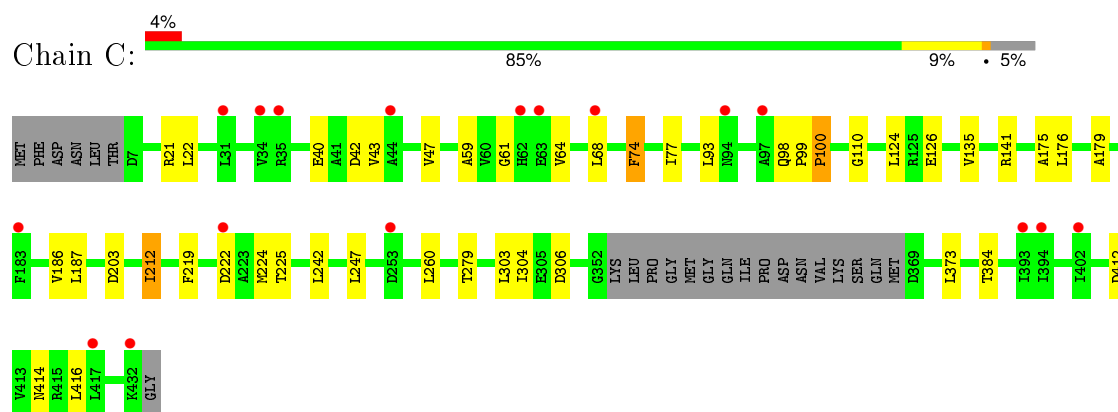 4%
Chain C:
85% 9% • 5%
MET PHE ASP ASN LEU THR D7 R21 L22 L31 V34 R35 E40 A41 D42 V43 A44 V47 A59 V60 G61 H62 E63 V64 L68 F74 I77 L93 N94 A97 Q98 P99 P100 G110 L124 R125 E126 V135 R141 A175 L176 A179
F183 V186 L187 D203 I212 F219 D222 A223 M224 T225 L242 L247 D253 L260 T279 L303 I304 E305 D306 G352 LYS LEU PRO GLY MET GLY GLN ILE PRO ASP ASN VAL LYS SER GLN MET D369 L373 T384 I393 I394 I402
V413 N414 R415 L416 L417 K432 GLY